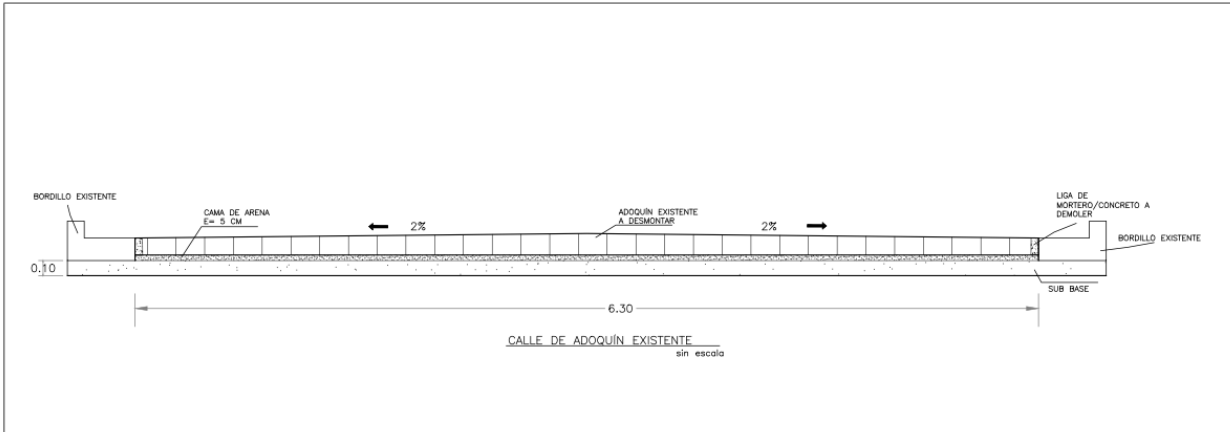 BORDILLO EXISTENTE
CAMA DE ARENA
E= 5 CM
2%
ADOQUÍN EXISTENTE
A DESMONTAR
2%
LIGA DE
MORTERO/CONCRETO A
DEMOLER
BORDILLO EXISTENTE
0.10
SUB BASE
6.30
CALLE DE ADOQUÍN EXISTENTE
sin escala